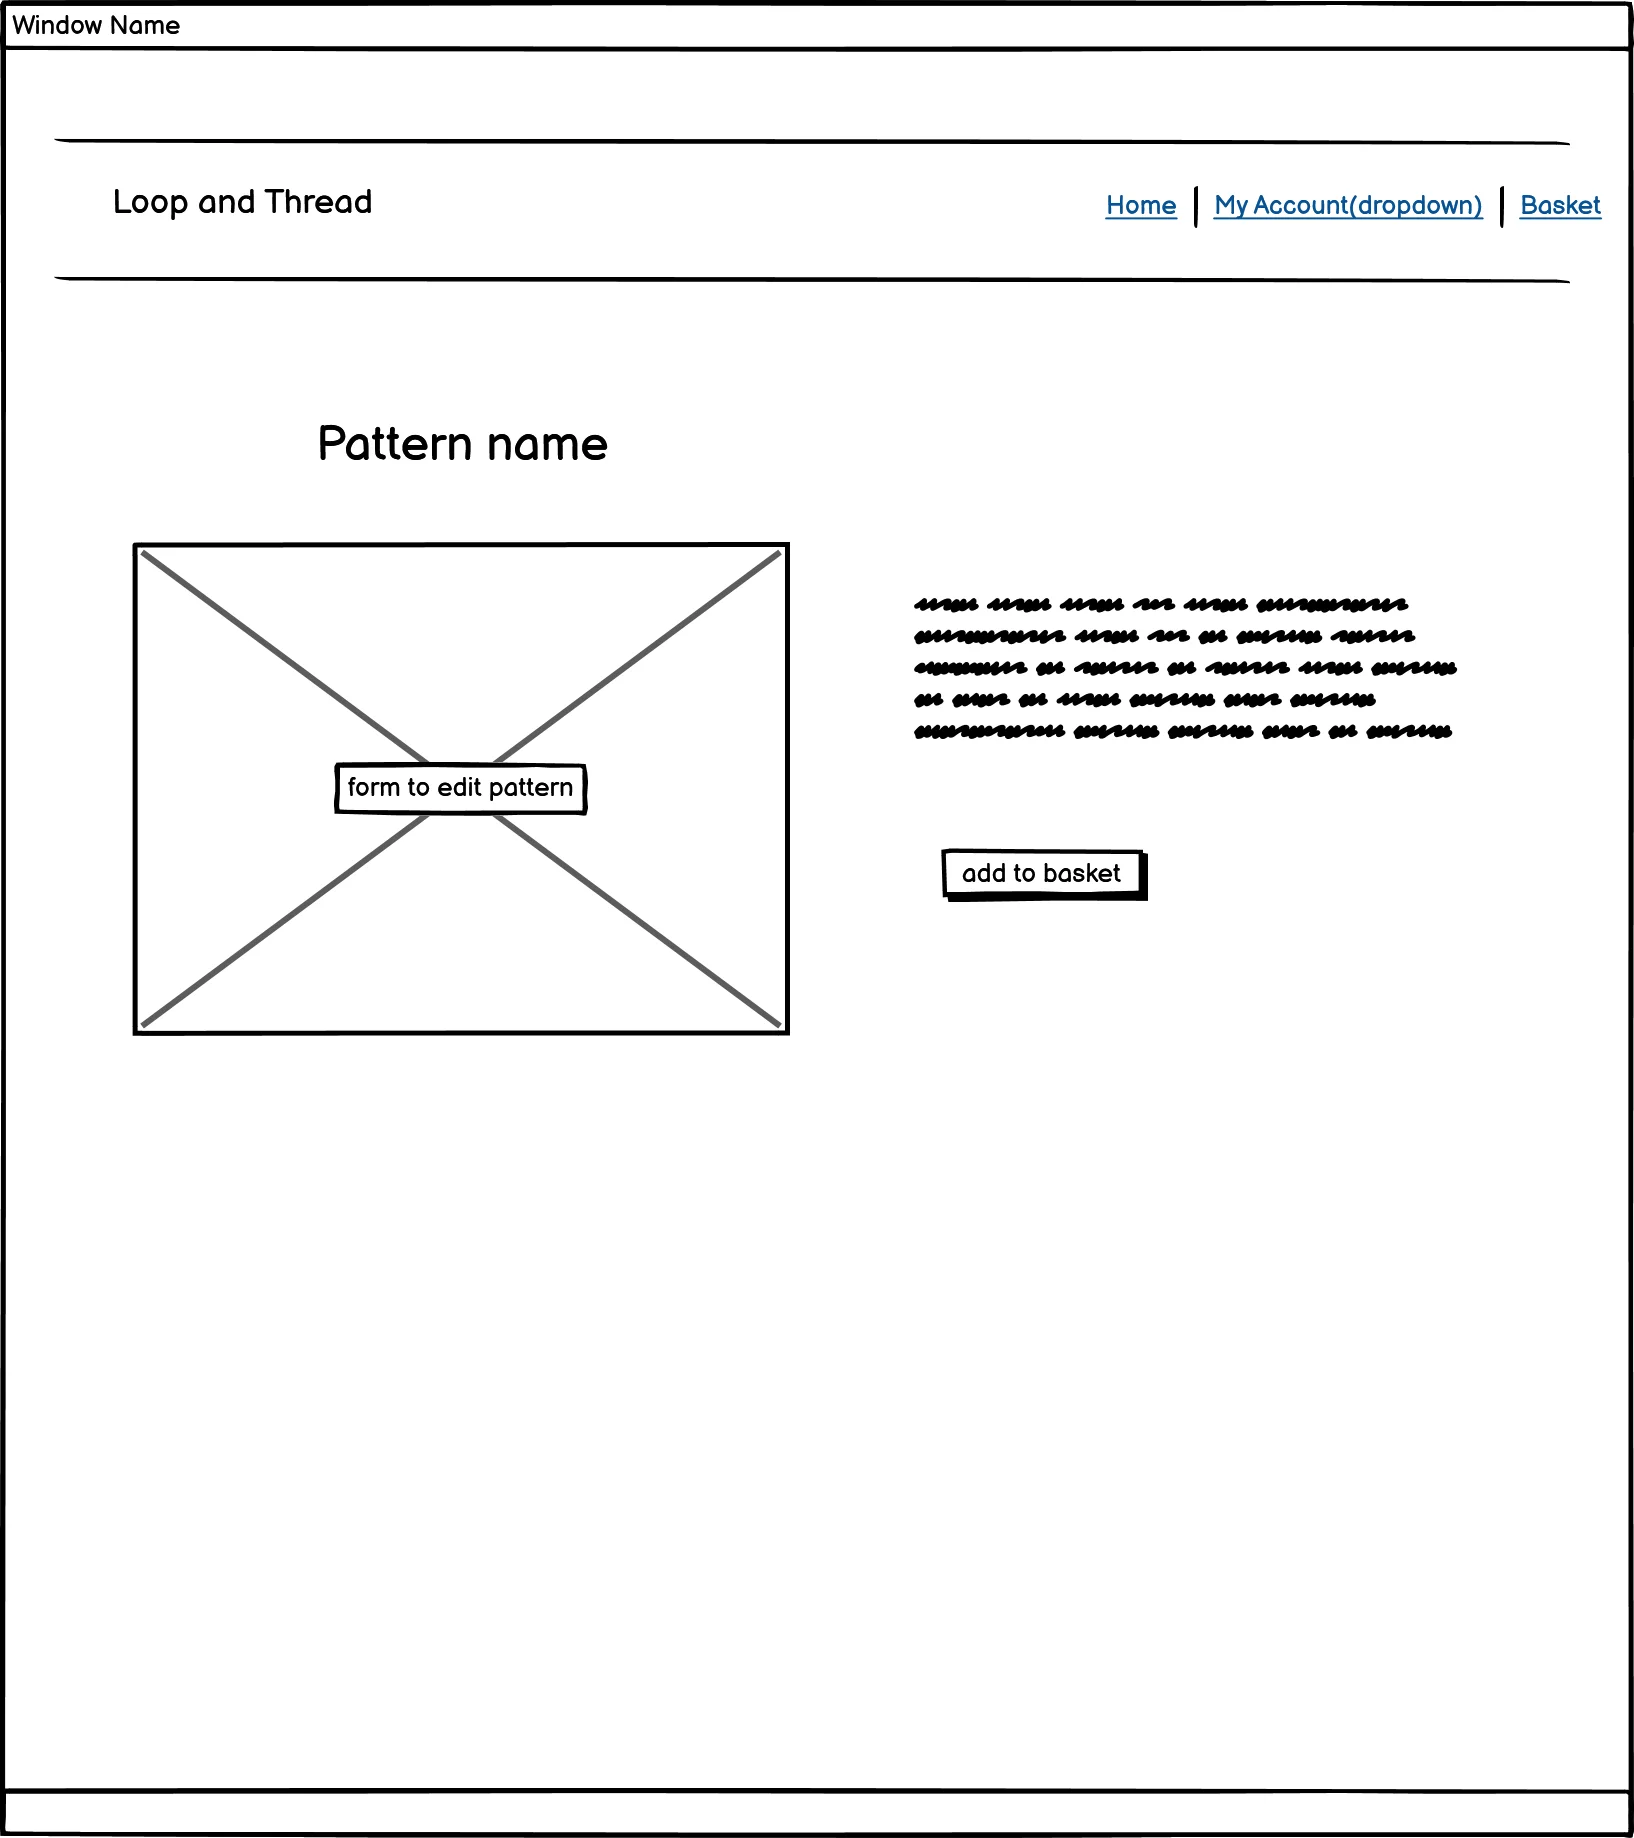 Window Name
Loop and Thread
Home | My Account(dropdown) | Basket
Pattern name
form to edit pattern
add to basket